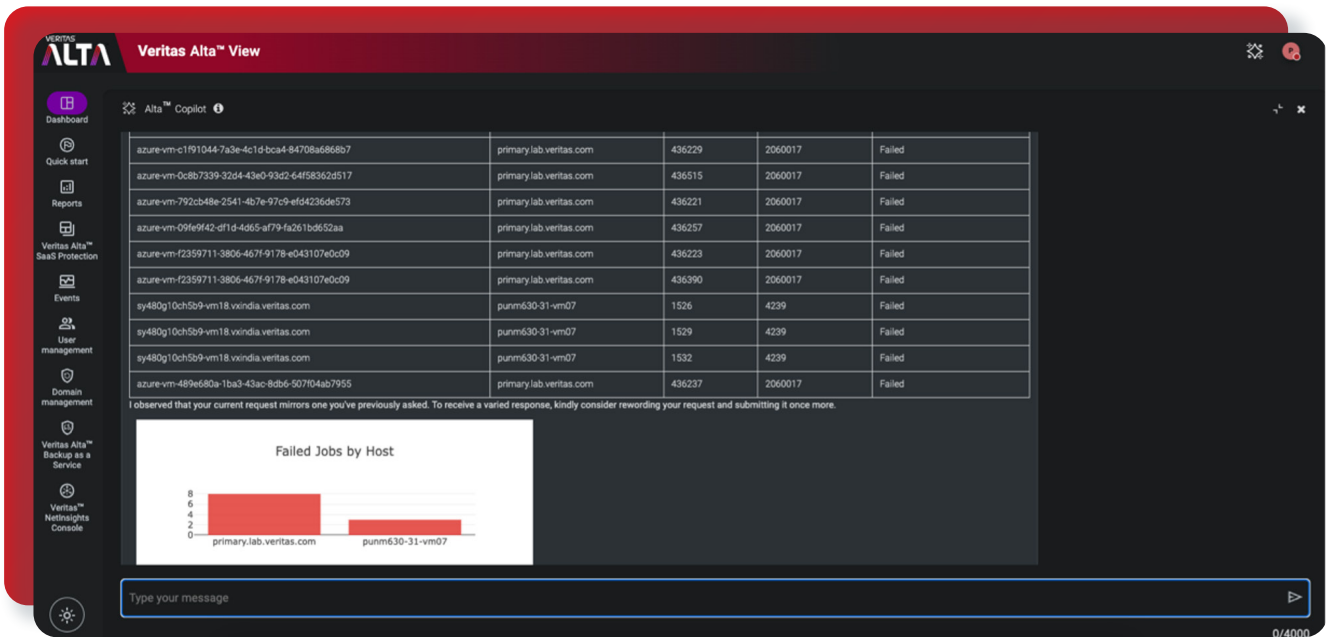 VERITAS
ALTA
Veritas Alta™ View
Dashboard
Quick start
Reports
Veritas Alta™
SaaS Protection
Events
User
management
Domain
management
Veritas Alta™
Backup as a
Service
Veritas™
NetInsights
Console
Alta™ Copilot
azure-vm-c1f91044-7a3e-4c1d-bca4-84708a6868b7 primary.lab.veritas.com 436229 2060017 Failed
azure-vm-0c8b7339-32d4-43e0-93d2-64f58362d517 primary.lab.veritas.com 436515 2060017 Failed
azure-vm-792cb48e-2541-4b7e-97c9-efd4236de573 primary.lab.veritas.com 436221 2060017 Failed
azure-vm-09fe9f42-df1d-4d65-af79-fa261bd652aa primary.lab.veritas.com 436257 2060017 Failed
azure-vm-f2359711-3806-467f-9178-e043107e0c09 primary.lab.veritas.com 436223 2060017 Failed
azure-vm-f2359711-3806-467f-9178-e043107e0c09 primary.lab.veritas.com 436390 2060017 Failed
sy480g10ch5b9-vm18.vxindia.veritas.com punm630-31-vm07 1526 4239 Failed
sy480g10ch5b9-vm18.vxindia.veritas.com punm630-31-vm07 1529 4239 Failed
sy480g10ch5b9-vm18.vxindia.veritas.com punm630-31-vm07 1532 4239 Failed
azure-vm-489e680a-1ba3-43ac-8db6-507f04ab7955 primary.lab.veritas.com 436237 2060017 Failed
I observed that your current request mirrors one you've previously asked. To receive a varied response, kindly consider rewording your request and submitting it once more.
Failed Jobs by Host
8
6
4
2
0
primary.lab.veritas.com punm630-31-vm07
Type your message
0/4000